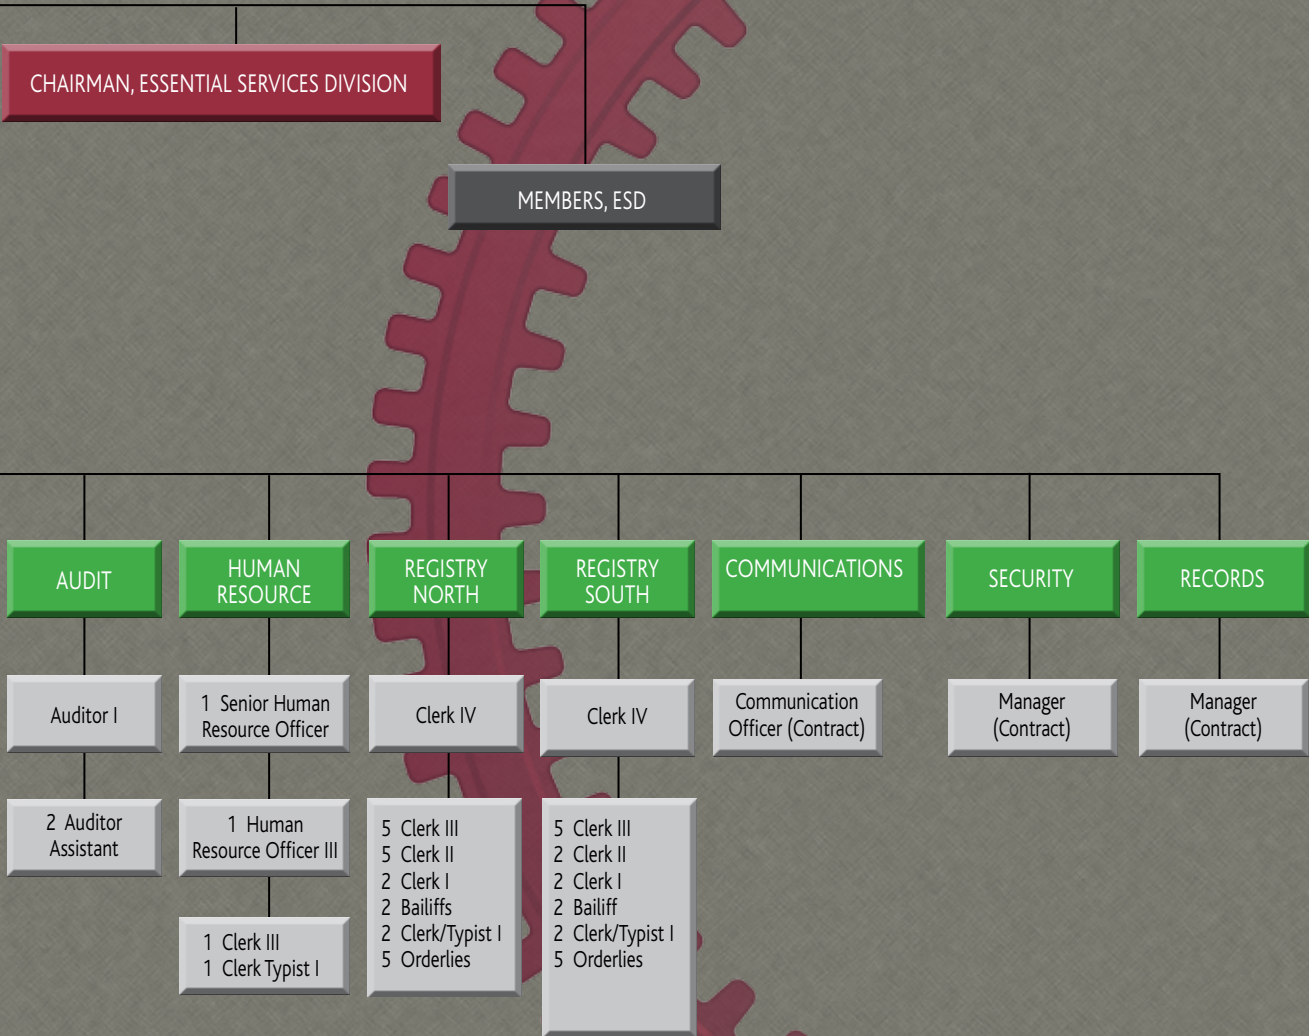 CHAIRMAN, ESSENTIAL SERVICES DIVISION
MEMBERS, ESD
AUDIT
HUMAN
RESOURCE
REGISTRY
NORTH
REGISTRY
SOUTH
COMMUNICATIONS
SECURITY
RECORDS
Auditor I
1 Senior Human
Resource Officer
Clerk IV
Clerk IV
Communication
Officer (Contract)
Manager
(Contract)
Manager
(Contract)
2 Auditor
Assistant
1 Human
Resource Officer III
1 Clerk III
1 Clerk Typist I
5 Clerk III
5 Clerk II
2 Clerk I
2 Bailiffs
2 Clerk/Typist I
5 Orderlies
5 Clerk III
2 Clerk II
2 Clerk I
2 Bailiff
2 Clerk/Typist I
5 Orderlies